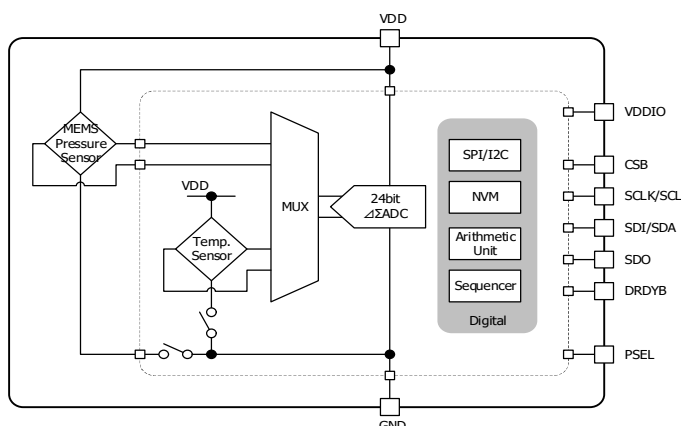 VDD
VDDIO
MEMS
Pressure
Sensor
SPI/I2C
CSB
VDD
NVM
SCLK/SCL
MUX
24bit
⊿ΣADC
SDI/SDA
Temp.
Sensor
Arithmetic
Unit
SDO
Sequencer
DRDYB
Digital
PSEL
GND